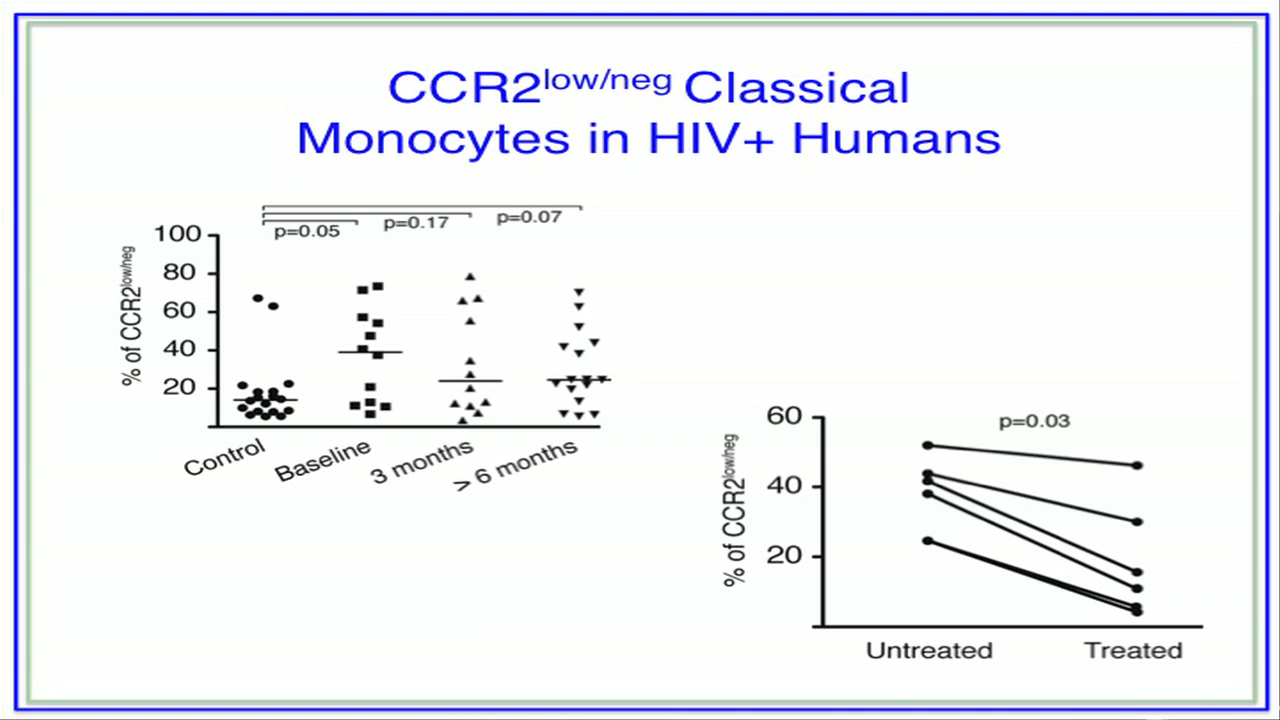 CCR2low/neg Classical
Monocytes in HIV+ Humans
p=0.05
p=0.17
p=0.07
% of CCR2low/neg
100
80
60
40
20
Control
Baseline
3 months
> 6 months
p=0.03
% of CCR2low/neg
60
40
20
Untreated
Treated